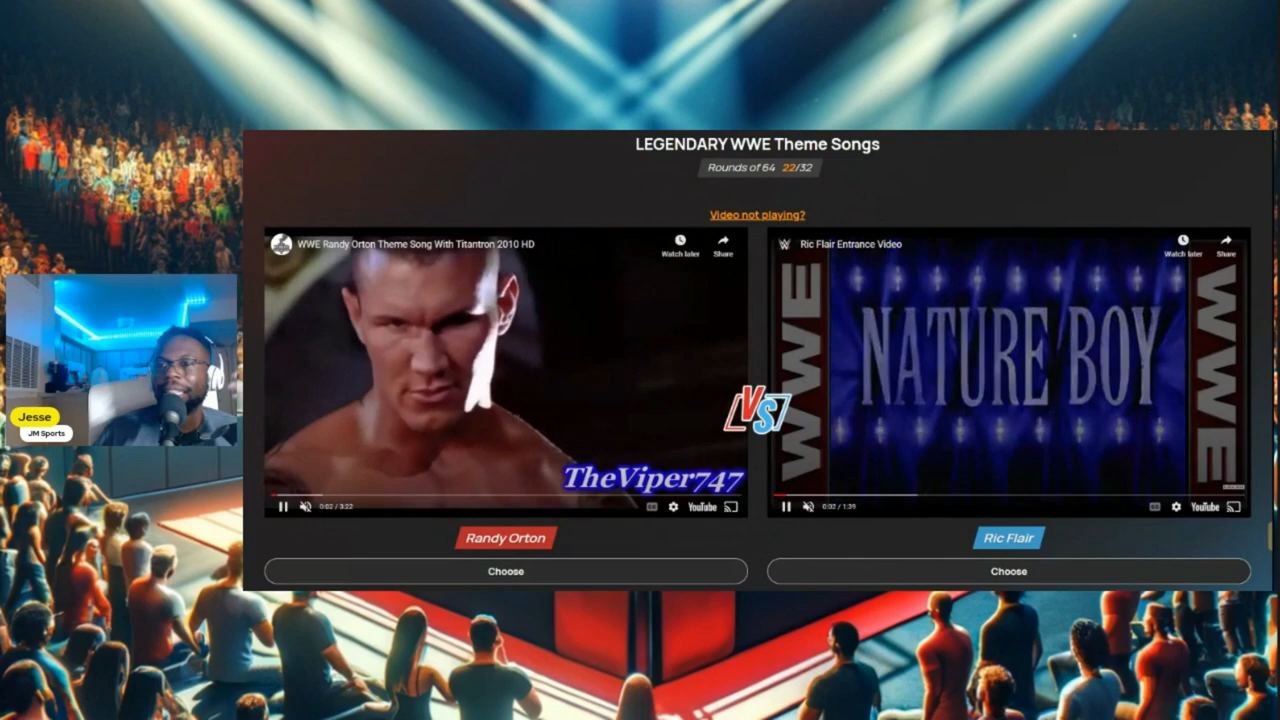 LEGENDARY WWE Theme Songs
Rounds of 64 22/32
Video not playing?
WWE Randy Orton Theme Song With Titantron 2010 HD
Watch later
Share
TheViper747
0:02 / 3:22
YouTube
Randy Orton
Choose
VS
Ric Flair Entrance Video
Watch later
Share
WWE
NATURE BOY
WWE
0:02 / 1:39
YouTube
Ric Flair
Choose
Jesse
JM Sports